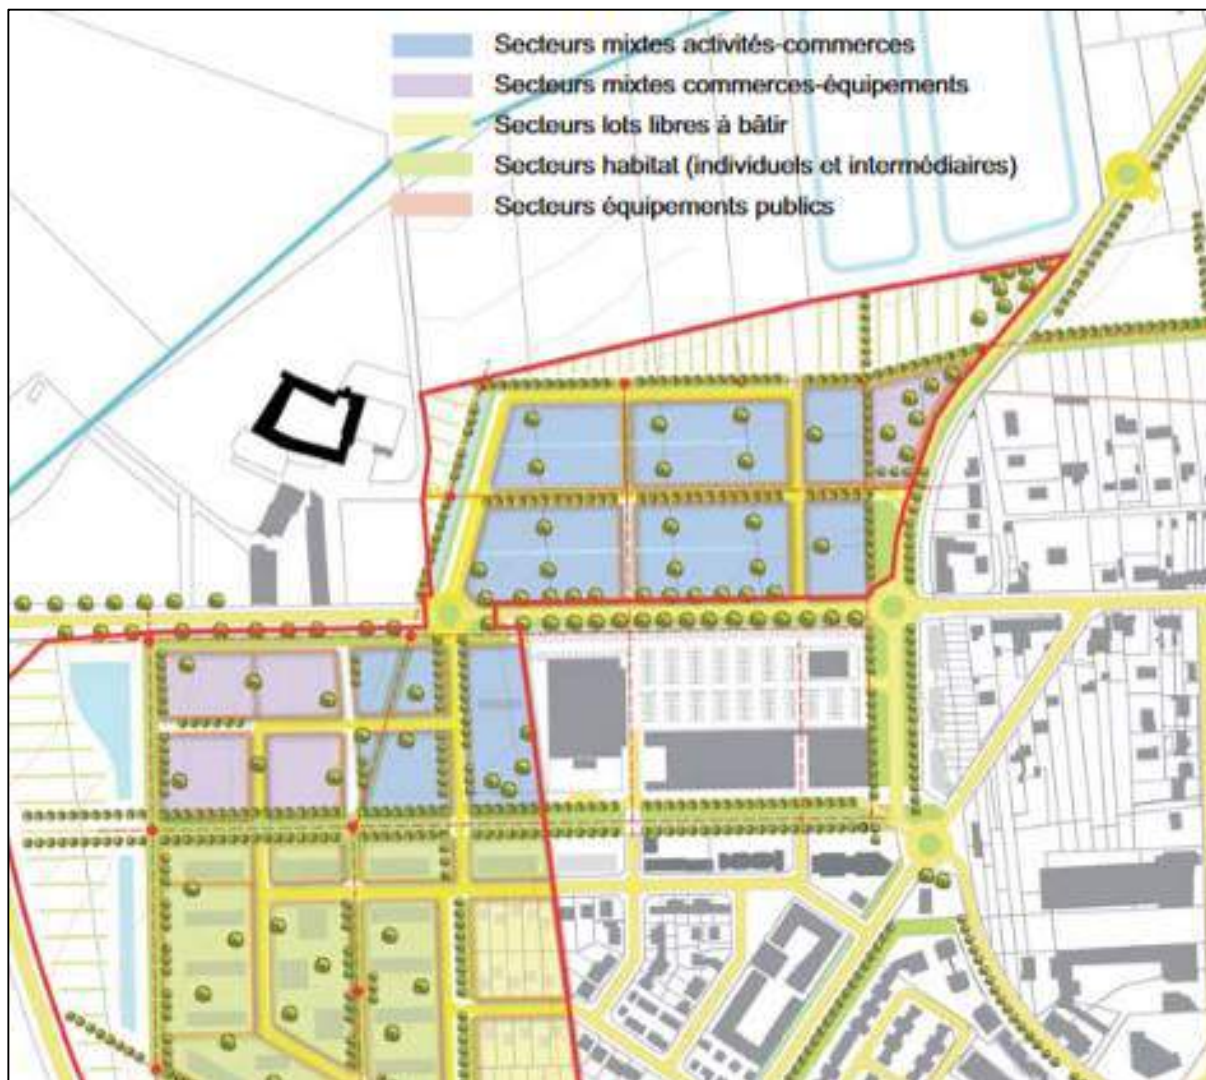 Secteurs mixtes activités-commerces
Secteurs mixtes commerces-équipements
Secteurs lots libres à bâtir
Secteurs habitat (individuels et intermédiaires)
Secteurs équipements publics